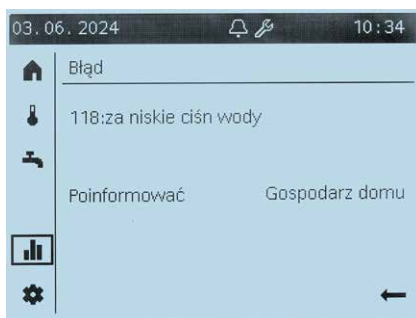 03.06.2024 10:34
Błąd
118:za niskie ciśn wody
Poinformować Gospodarz domu